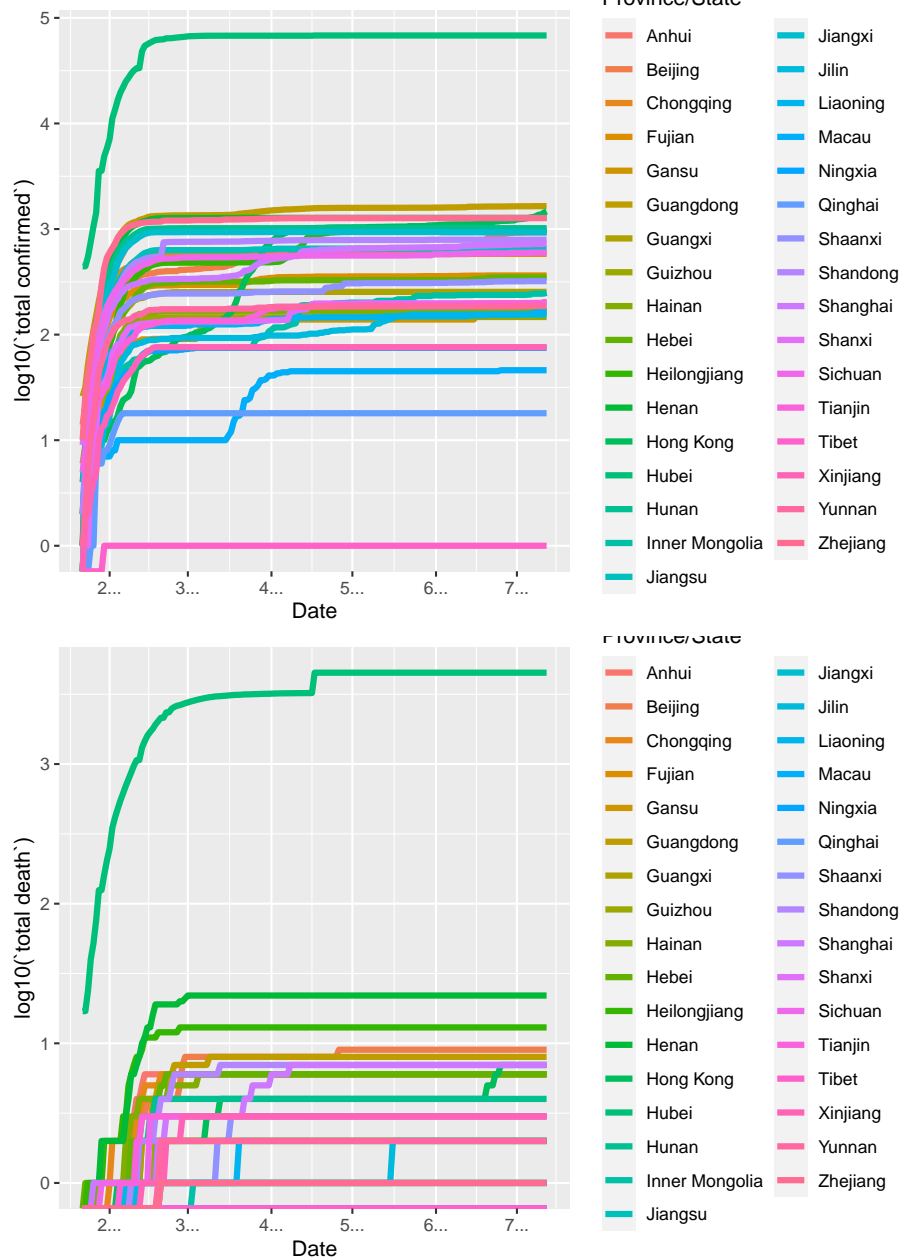 Province/State
5
4
3
2
1
0
log10(`total confirmed`)
2...
3...
4...
5...
6...
7...
Date
Anhui
Beijing
Chongqing
Fujian
Gansu
Guangdong
Guangxi
Guizhou
Hainan
Hebei
Heilongjiang
Henan
Hong Kong
Hubei
Hunan
Inner Mongolia
Jiangsu
Jiangxi
Jilin
Liaoning
Macau
Ningxia
Qinghai
Shaanxi
Shandong
Shanghai
Shanxi
Sichuan
Tianjin
Tibet
Xinjiang
Yunnan
Zhejiang
Province/State
3
2
1
0
log10(`total death`)
2...
3...
4...
5...
6...
7...
Date
Anhui
Beijing
Chongqing
Fujian
Gansu
Guangdong
Guangxi
Guizhou
Hainan
Hebei
Heilongjiang
Henan
Hong Kong
Hubei
Hunan
Inner Mongolia
Jiangsu
Jiangxi
Jilin
Liaoning
Macau
Ningxia
Qinghai
Shaanxi
Shandong
Shanghai
Shanxi
Sichuan
Tianjin
Tibet
Xinjiang
Yunnan
Zhejiang